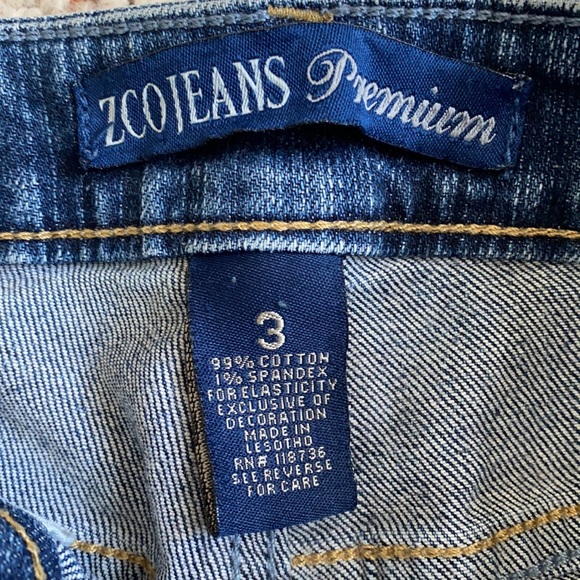 ZCOJEANS Premium
3
99% COTTON
1% SPANDEX
FOR ELASTICITY
EXCLUSIVE OF
DECORATION
MADE IN
LESOTHO
RN# 118736
SEE REVERSE
FOR CARE